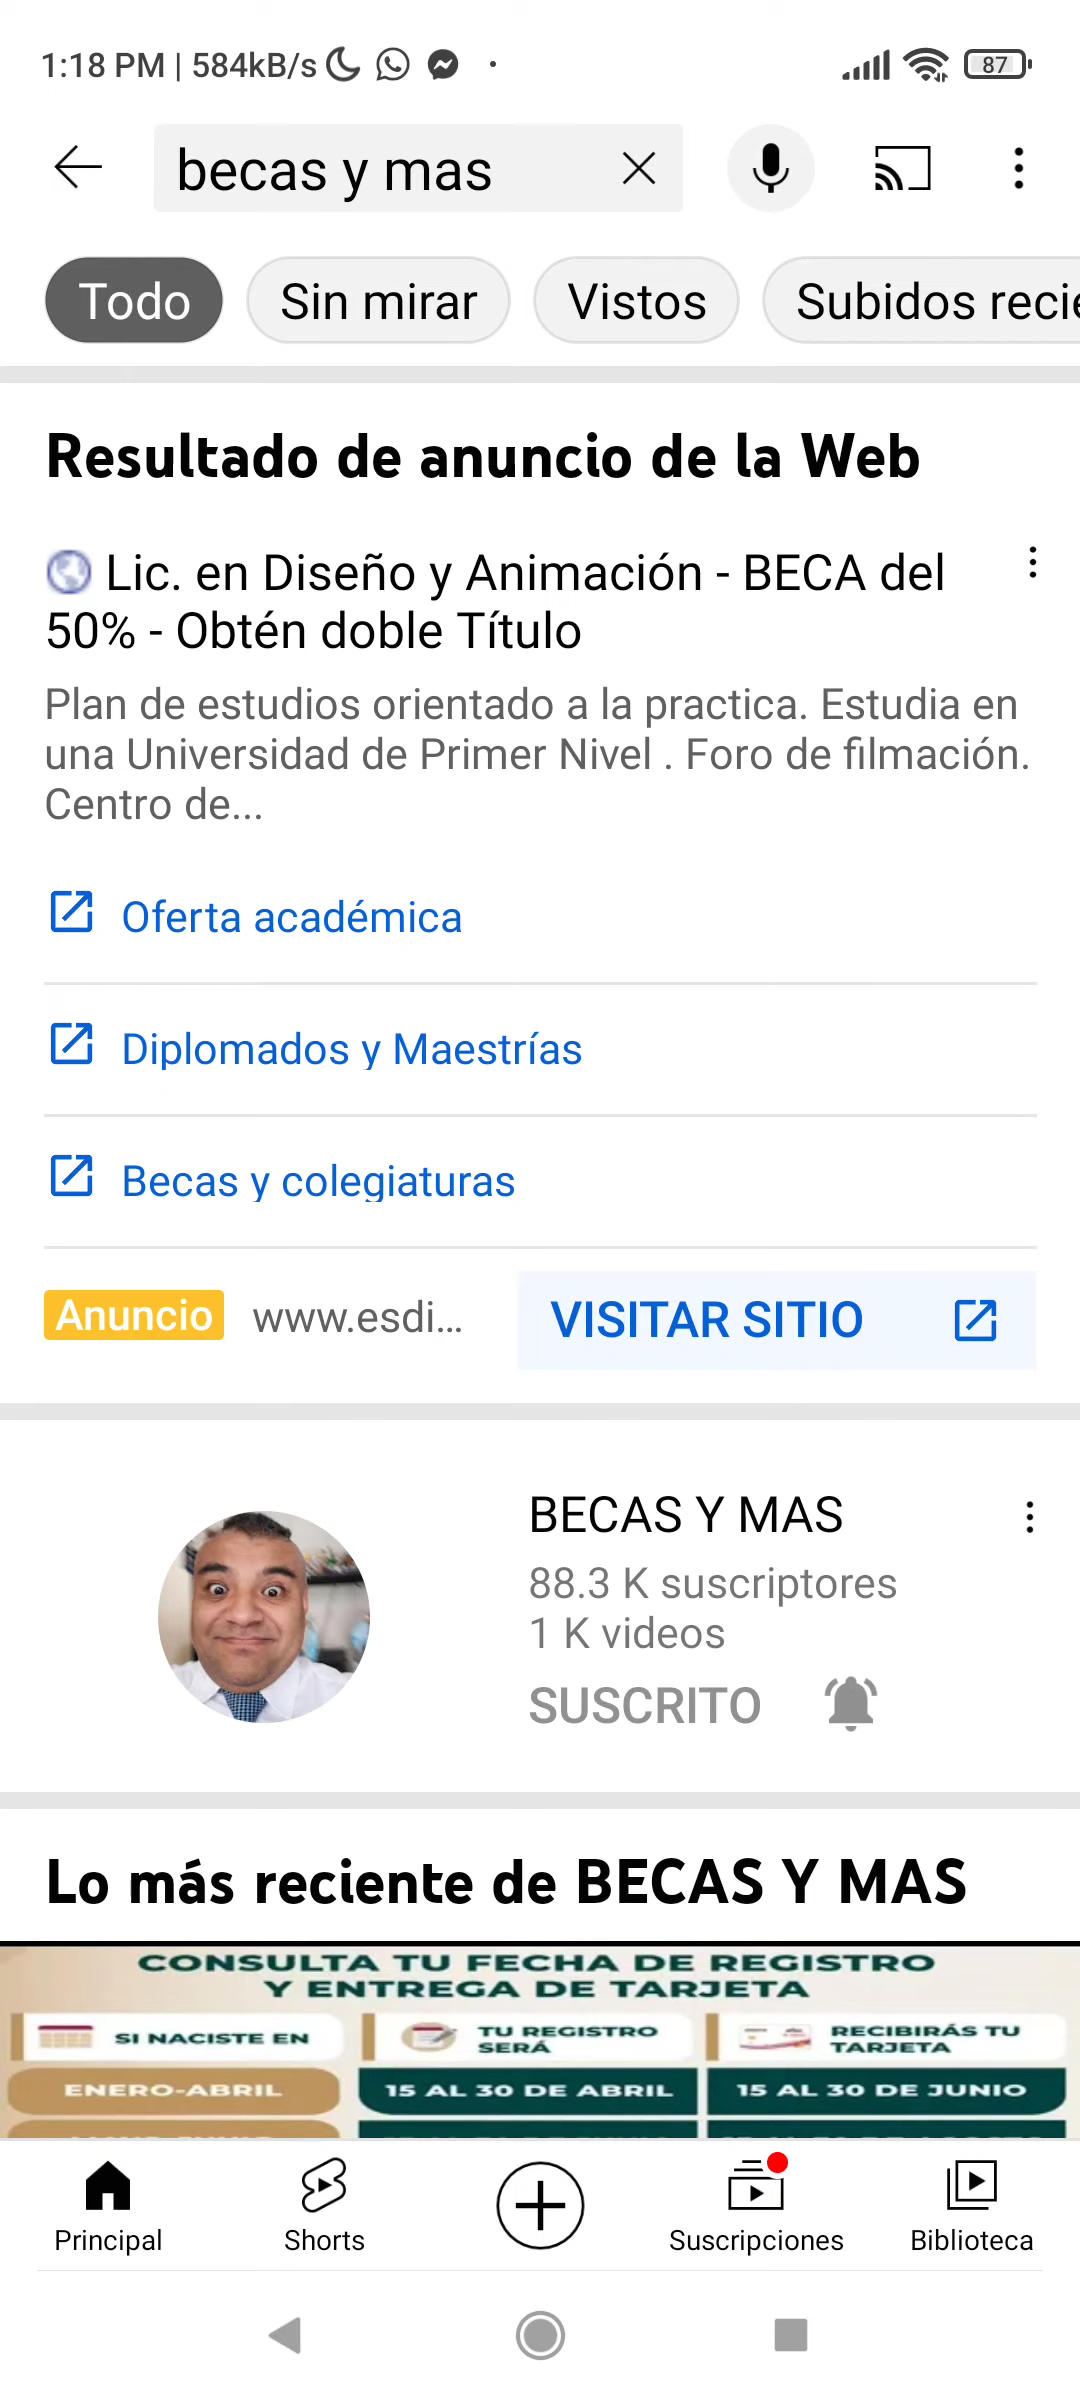 1:18 PM | 584kB/s
87
becas y mas
Todo
Sin mirar
Vistos
Subidos recie
Resultado de anuncio de la Web
Lic. en Diseño y Animación - BECA del
50% - Obtén doble Título
Plan de estudios orientado a la practica. Estudia en
una Universidad de Primer Nivel . Foro de filmación.
Centro de...
Oferta académica
Diplomados y Maestrías
Becas y colegiaturas
Anuncio
www.esdi...
VISITAR SITIO
BECAS Y MAS
88.3 K suscriptores
1 K videos
SUSCRITO
Lo más reciente de BECAS Y MAS
CONSULTA TU FECHA DE REGISTRO
Y ENTREGA DE TARJETA
SI NACISTE EN
TU REGISTRO
SERÁ
RECIBIRÁS TU
TARJETA
ENERO-ABRIL
15 AL 30 DE ABRIL
15 AL 30 DE JUNIO
Principal
Shorts
Suscripciones
Biblioteca